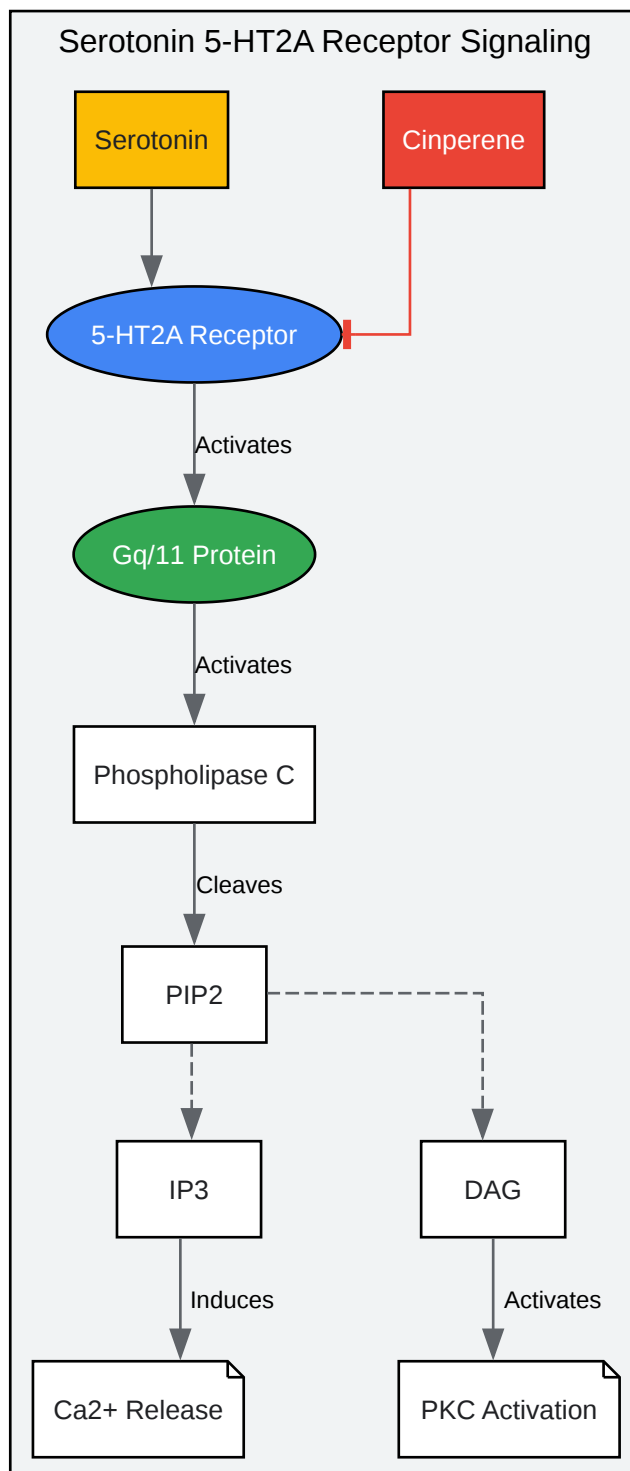 Serotonin 5-HT2A Receptor Signaling
Serotonin
Cinperene
5-HT2A Receptor
Activates
Gq/11 Protein
Activates
Phospholipase C
Cleaves
PIP2
IP3
DAG
Induces
Activates
Ca2+ Release
PKC Activation